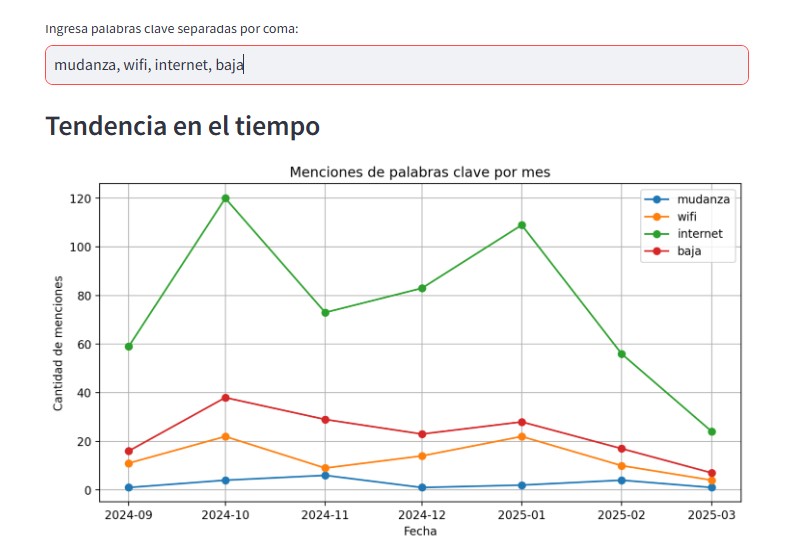 Ingresa palabras clave separadas por coma:
mudanza, wifi, internet, baja
Tendencia en el tiempo
Menciones de palabras clave por mes
120
100
80
60
40
20
0
Cantidad de menciones
mudanza
wifi
internet
baja
2024-09 2024-10 2024-11 2024-12 2025-01 2025-02 2025-03
Fecha